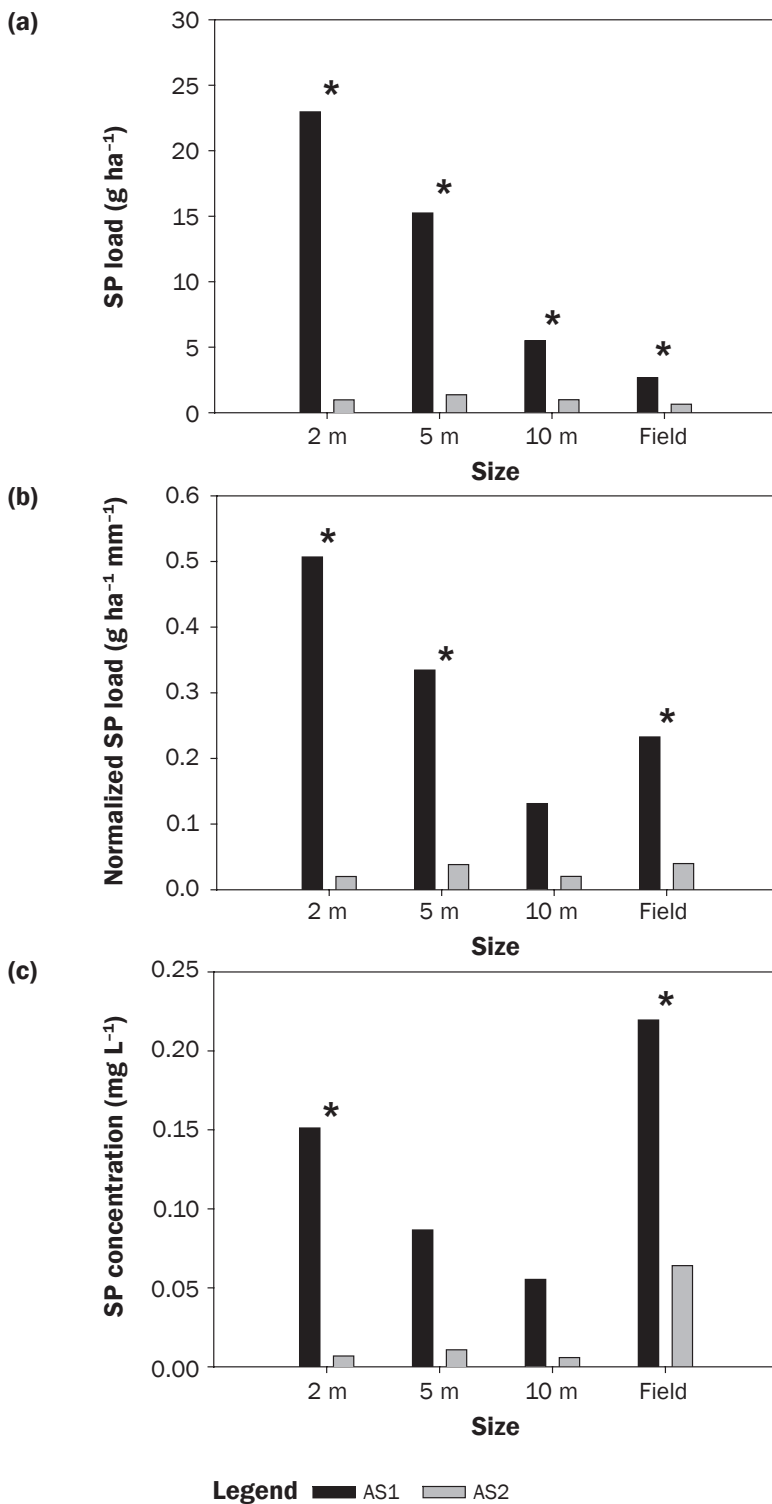 (a)
SP load (g ha⁻¹)
30
25
20
15
10
5
0
*
*
*
*
2 m 5 m 10 m Field
Size
(b)
Normalized SP load (g ha⁻¹ mm⁻¹)
0.6
0.5
0.4
0.3
0.2
0.1
0.0
*
*
*
2 m 5 m 10 m Field
Size
(c)
SP concentration (mg L⁻¹)
0.25
0.20
0.15
0.10
0.05
0.00
*
*
2 m 5 m 10 m Field
Size
Legend AS1 AS2